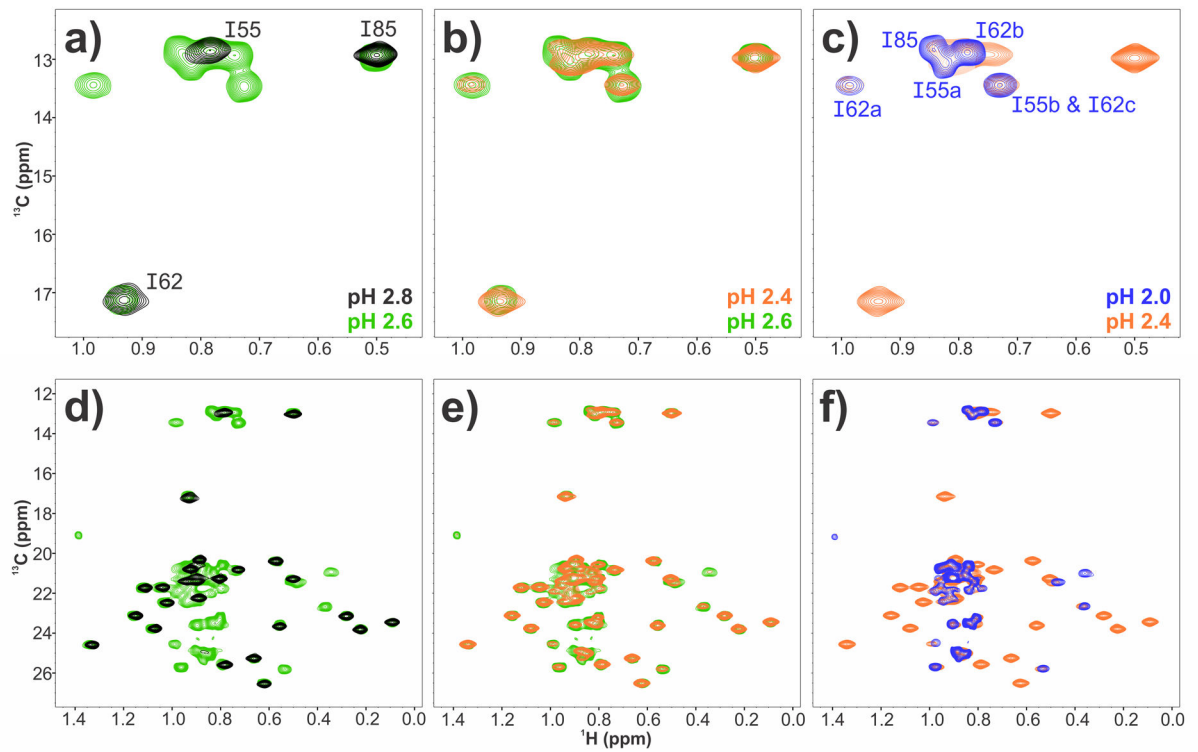 a)
I55
I85
I62
pH 2.8
pH 2.6
b)
pH 2.4
pH 2.6
c)
I85
I62b
I62a
I55a
I55b & I62c
pH 2.0
pH 2.4
13
14
15
16
17
¹³C (ppm)
1.0 0.9 0.8 0.7 0.6 0.5
1.0 0.9 0.8 0.7 0.6 0.5
1.0 0.9 0.8 0.7 0.6 0.5
d)
e)
f)
12
14
16
18
20
22
24
26
¹³C (ppm)
1.4 1.2 1.0 0.8 0.6 0.4 0.2 0.0
1.4 1.2 1.0 0.8 0.6 0.4 0.2 0.0
1.4 1.2 1.0 0.8 0.6 0.4 0.2 0.0
¹H (ppm)